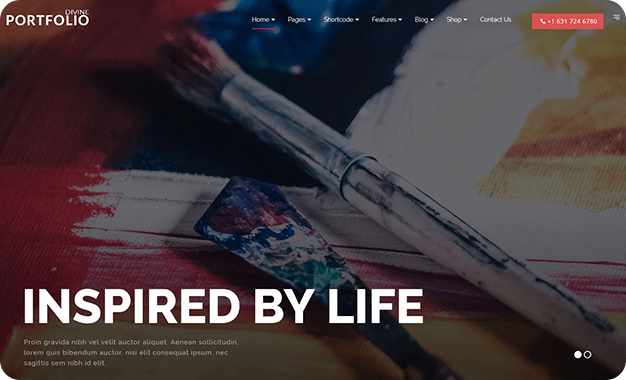 DIVINE
PORTFOLIO
Home Pages Shortcode Features Blog Shop Contact Us +1 631 724 6780
INSPIRED BY LIFE
Proin gravida nibh vel velit auctor aliquet. Aenean sollicitudin,
lorem quis bibendum auctor, nisi elit consequat ipsum, nec
sagittis sem nibh id elit